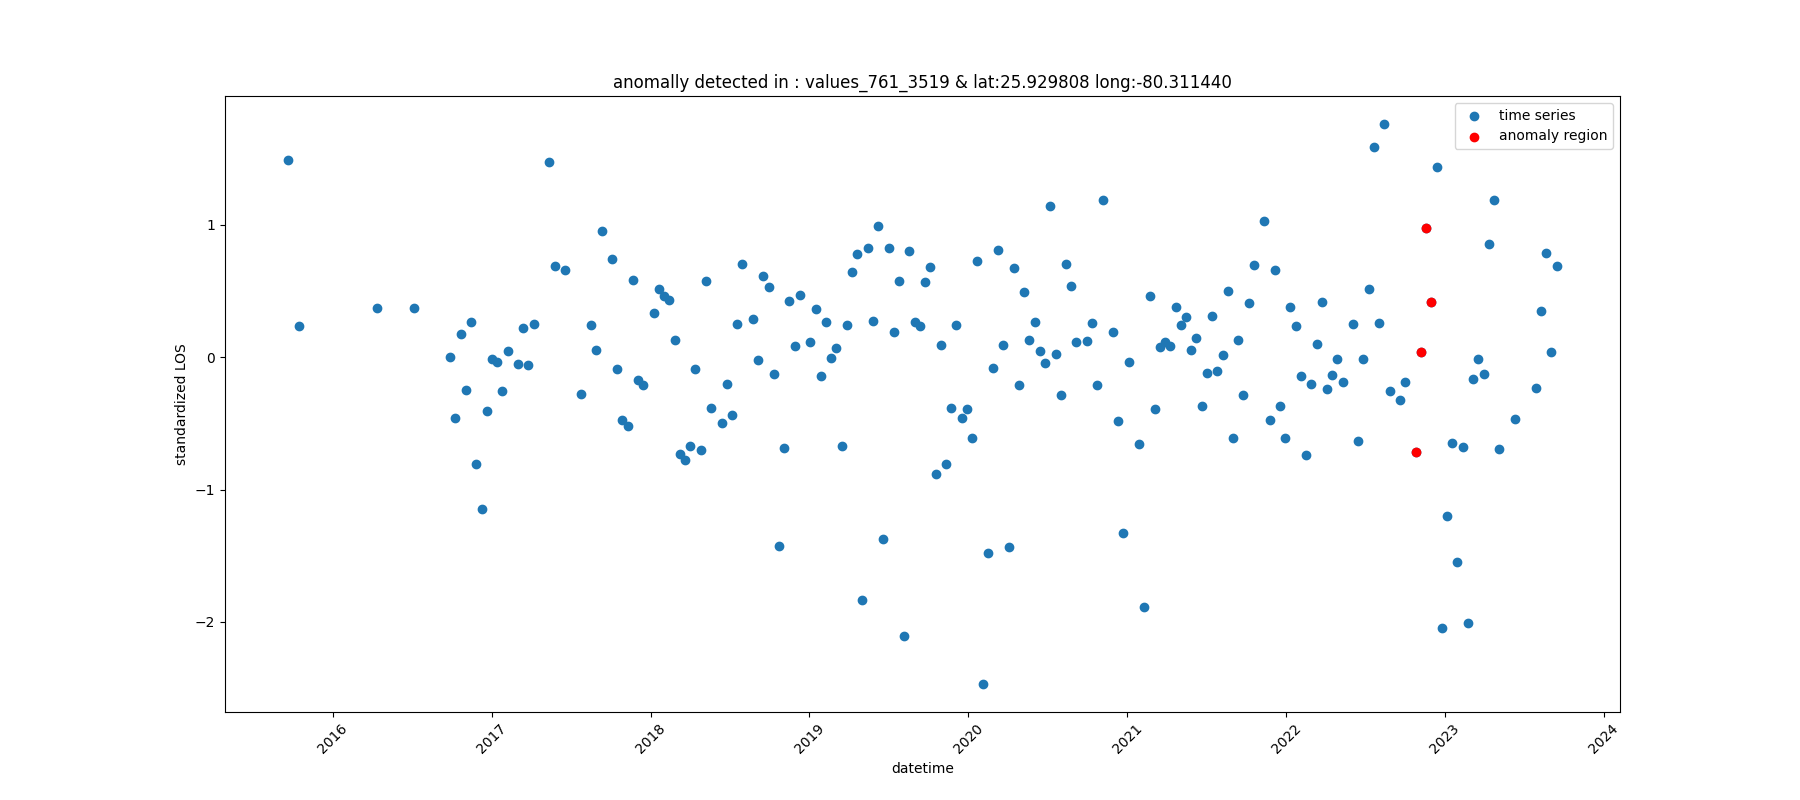 anomally detected in : values_761_3519 & lat:25.929808 long:-80.311440
time series
anomaly region
standardized LOS
1
0
−1
−2
2016
2017
2018
2019
2020
2021
2022
2023
2024
datetime